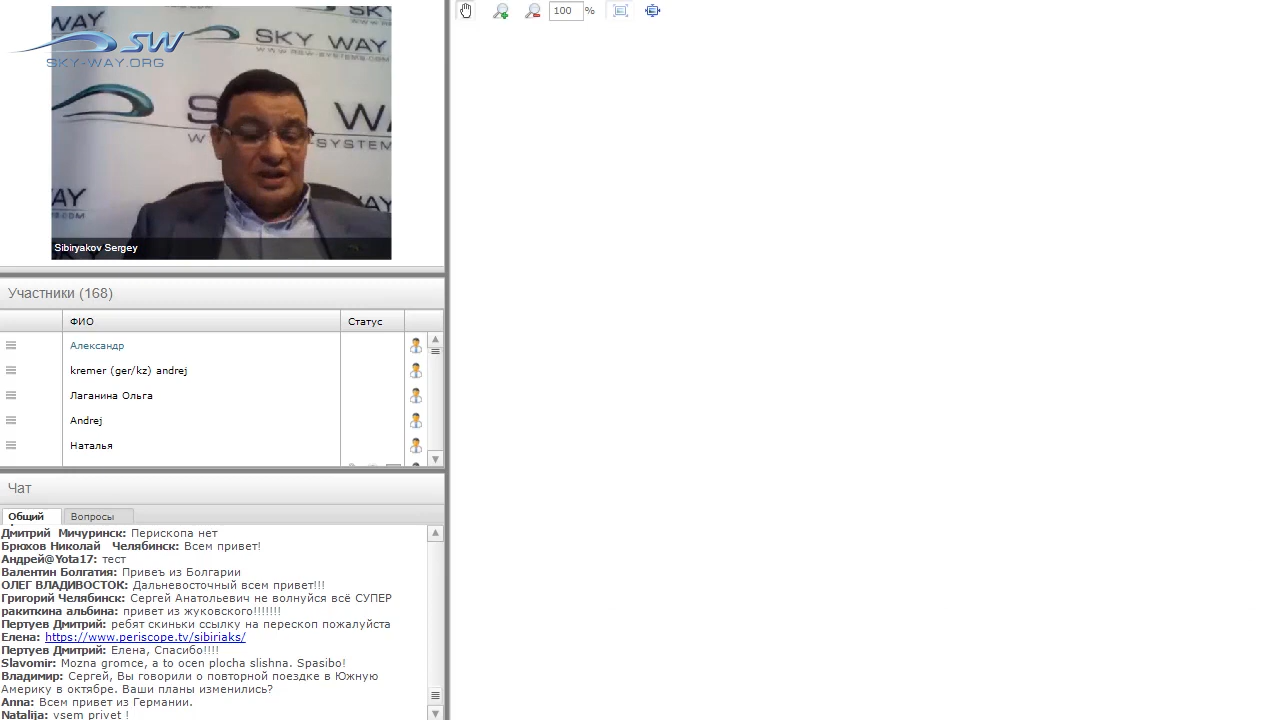 WAY
SKY WAY
WWW.RSW-SYSTEMS.COM
SW
SKY-WAY.ORG
Sibiryakov Sergey
100 %
Участники (168)
ФИО Статус
Александр
kremer (ger/kz) andrej
Лаганина Ольга
Andrej
Наталья
Чат
Общий Вопросы
Дмитрий Мичуринск: Перископа нет
Брюхов Николай Челябинск: Всем привет!
Андрей@Yota17: тест
Валентин Болгатия: Привеъ из Болгарии
ОЛЕГ ВЛАДИВОСТОК: Дальневосточный всем привет!!!
Григорий Челябинск: Сергей Анатольевич не волнуйся всё СУПЕР
ракиткина альбина: привет из жуковского!!!!!!!
Пертуев Дмитрий: ребят скиньки ссылку на перескоп пожалуйста
Елена: https://www.periscope.tv/sibiriaks/
Пертуев Дмитрий: Елена, Спасибо!!!!
Slavomir: Mozna gromce, a to ocen plocha slishna. Spasibo!
Владимир: Сергей, Вы говорили о повторной поездке в Южную
Америку в октябре. Ваши планы изменились?
Anna: Всем привет из Германии.
Natalija: vsem privet !